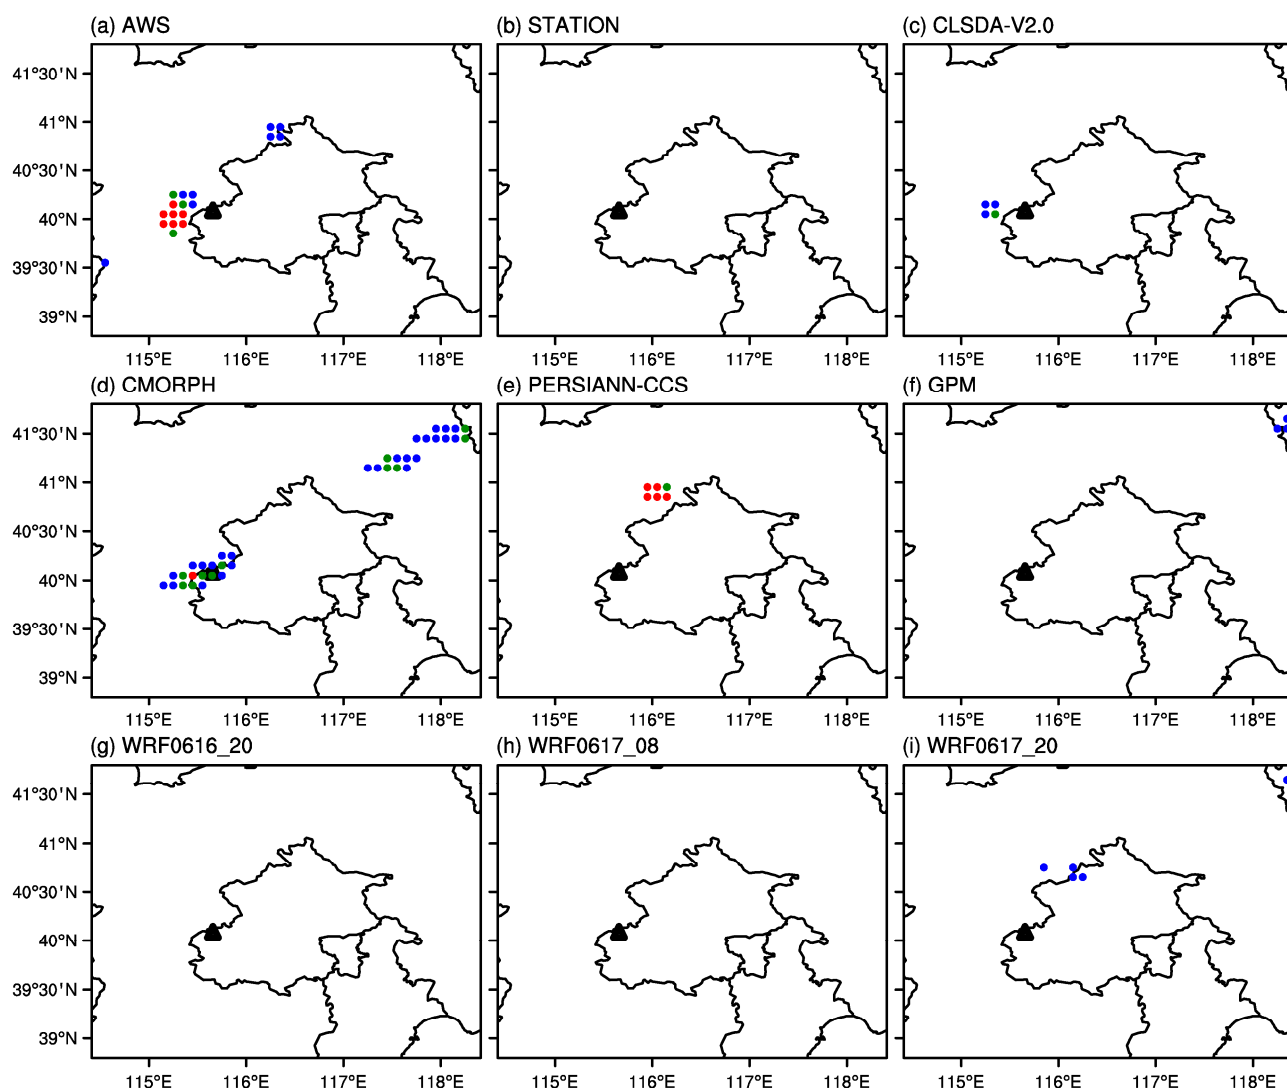 (a) AWS (b) STATION (c) CLSDA-V2.0
41°30'N
41°N
40°30'N
40°N
39°30'N
39°N
115°E 116°E 117°E 118°E 115°E 116°E 117°E 118°E 115°E 116°E 117°E 118°E
(d) CMORPH (e) PERSIANN-CCS (f) GPM
41°30'N
41°N
40°30'N
40°N
39°30'N
39°N
115°E 116°E 117°E 118°E 115°E 116°E 117°E 118°E 115°E 116°E 117°E 118°E
(g) WRF0616_20 (h) WRF0617_08 (i) WRF0617_20
41°30'N
41°N
40°30'N
40°N
39°30'N
39°N
115°E 116°E 117°E 118°E 115°E 116°E 117°E 118°E 115°E 116°E 117°E 118°E